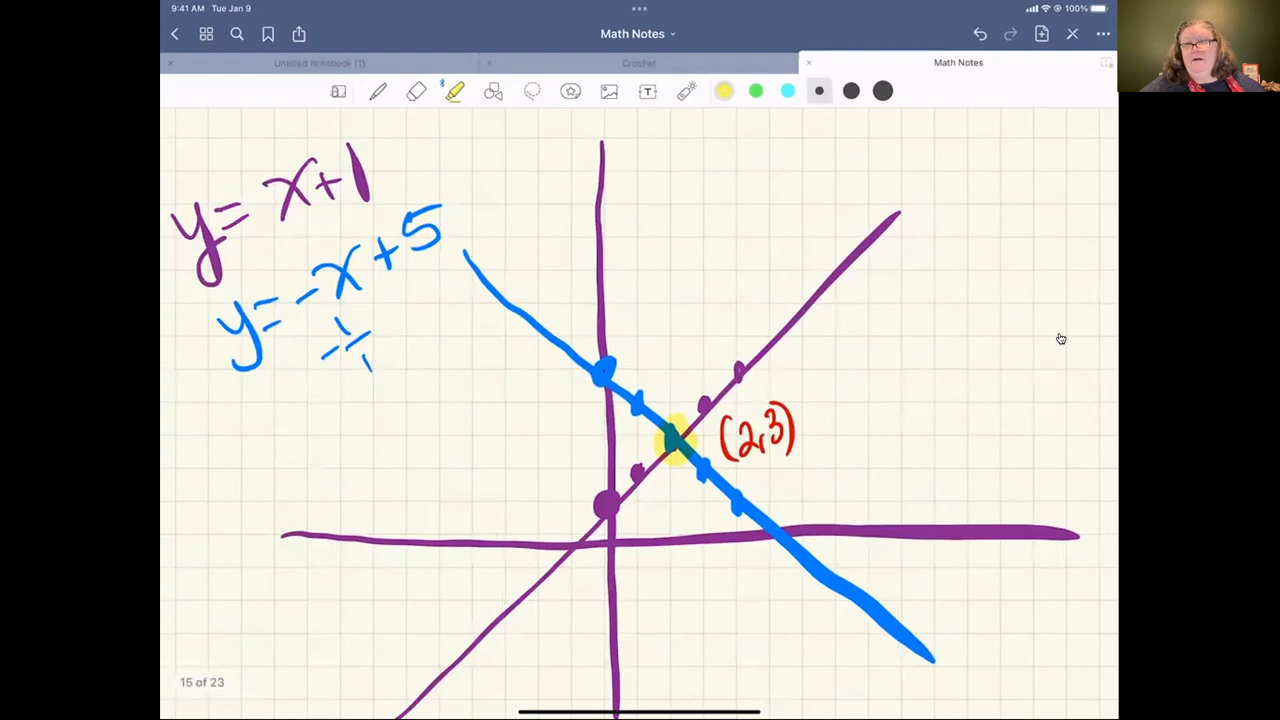 9:41 AM Tue Jan 9
100%
Math Notes
Untitled Notebook (1)
Crochet
Math Notes
T
y = x+1
y = -x+5
(2,3)
15 of 23